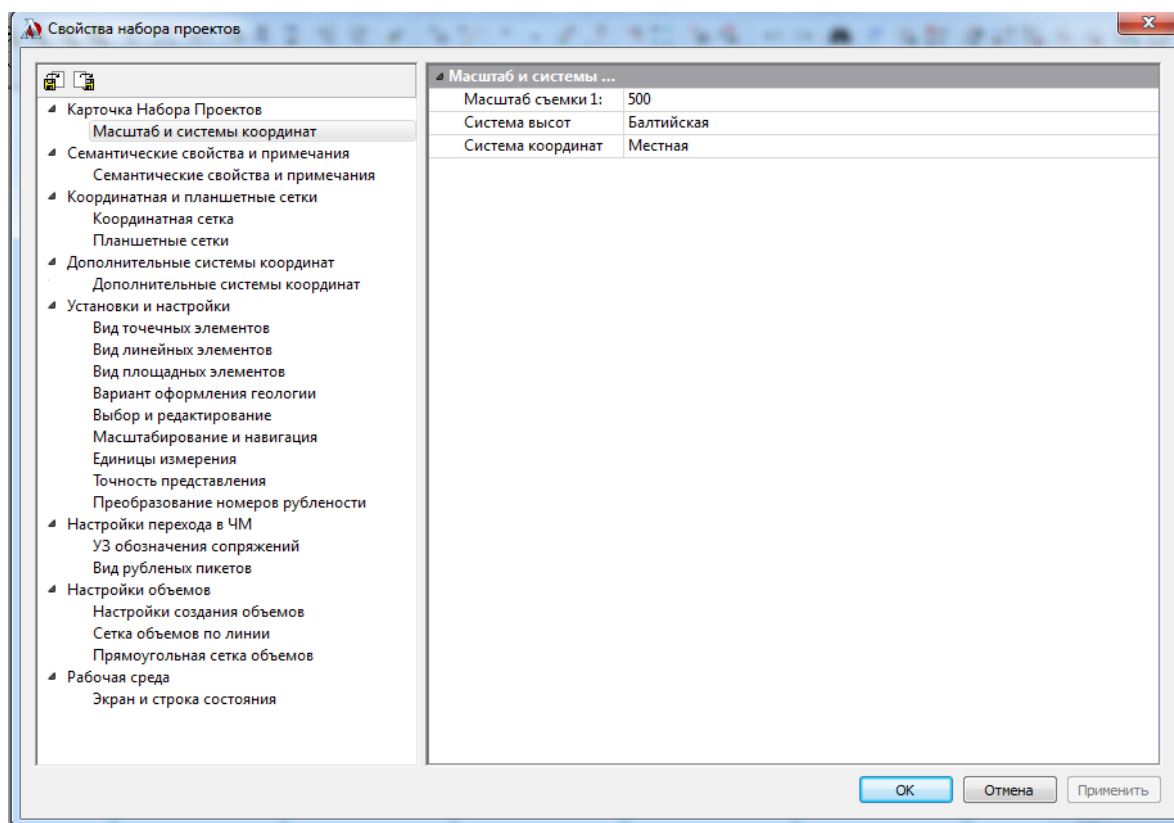 Свойства набора проектов
Карточка Набора Проектов
Масштаб и системы координат
Семантические свойства и примечания
Семантические свойства и примечания
Координатная и планшетные сетки
Координатная сетка
Планшетные сетки
Дополнительные системы координат
Дополнительные системы координат
Установки и настройки
Вид точечных элементов
Вид линейных элементов
Вид площадных элементов
Вариант оформления геологии
Выбор и редактирование
Масштабирование и навигация
Единицы измерения
Точность представления
Преобразование номеров рублености
Настройки перехода в ЧМ
УЗ обозначения сопряжений
Вид рубленых пикетов
Настройки объемов
Настройки создания объемов
Сетка объемов по линии
Прямоугольная сетка объемов
Рабочая среда
Экран и строка состояния
Масштаб и системы ...
Масштаб съемки 1: 500
Система высот Балтийская
Система координат Местная
OK Отмена Применить